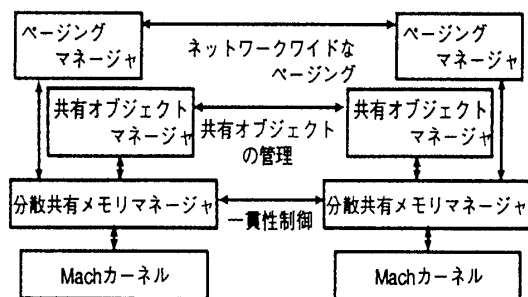 ページング
マネージャ
ネットワークワイドな
ページング
ページング
マネージャ
共有オブジェクト
マネージャ
共有オブジェクト
の管理
共有オブジェクト
マネージャ
分散共有メモリマネージャ
一貫性制御
分散共有メモリマネージャ
Machカーネル
Machカーネル